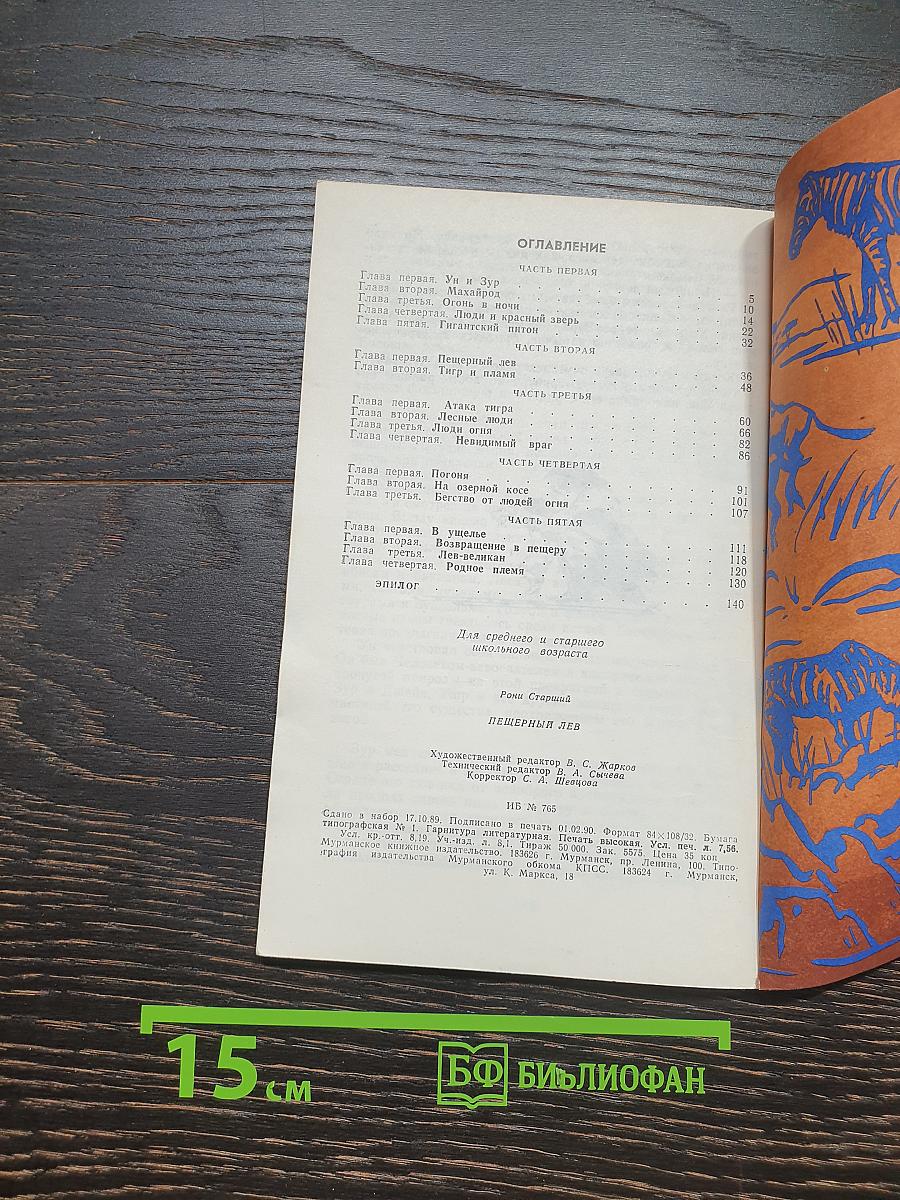 ОГЛАВЛЕНИЕ
ЧАСТЬ ПЕРВАЯ
Глава первая. Ун и Зур . . . . . 5
Глава вторая. Махайрод . . . . . 10
Глава третья. Огонь в ночи . . . . . 14
Глава четвертая. Люди и красный зверь . . . . . 22
Глава пятая. Гигантский питон . . . . . 32
ЧАСТЬ ВТОРАЯ
Глава первая. Пещерный лев . . . . . 36
Глава вторая. Тигр и пламя . . . . . 48
ЧАСТЬ ТРЕТЬЯ
Глава первая. Атака тигра . . . . . 60
Глава вторая. Лесные люди . . . . . 66
Глава третья. Люди огня . . . . . 82
Глава четвертая. Невидимый враг . . . . . 86
ЧАСТЬ ЧЕТВЕРТАЯ
Глава первая. Погоня . . . . . 91
Глава вторая. На озерной косе . . . . . 101
Глава третья. Бегство от людей огня . . . . . 107
ЧАСТЬ ПЯТАЯ
Глава первая. В ущелье . . . . . 111
Глава вторая. Возвращение в пещеру . . . . . 118
Глава третья. Лев-великан . . . . . 120
Глава четвертая. Родное племя . . . . . 130
ЭПИЛОГ . . . . . 140
Для среднего и старшего
школьного возраста
Рони Старший
ПЕЩЕРНЫЙ ЛЕВ
Художественный редактор В. С. Жарков
Технический редактор В. А. Сычева
Корректор С. А. Шевцова
ИБ № 765
Сдано в набор 17.10.89. Подписано в печать 01.02.90. Формат 84×108/32. Бумага
типографская № 1. Гарнитура литературная. Печать высокая. Усл. печ. л. 7,56.
Усл. кр.-отт. 8,19. Уч.-изд. л. 8,1. Тираж 50 000. Зак. 5575. Цена 35 коп
Мурманское книжное издательство. 183626 г. Мурманск, пр. Ленина, 100. Типо-
графия издательства Мурманского обкома КПСС. 183624 г. Мурманск,
ул. К. Маркса, 18
15 см
БФ БИБЛИОФАН